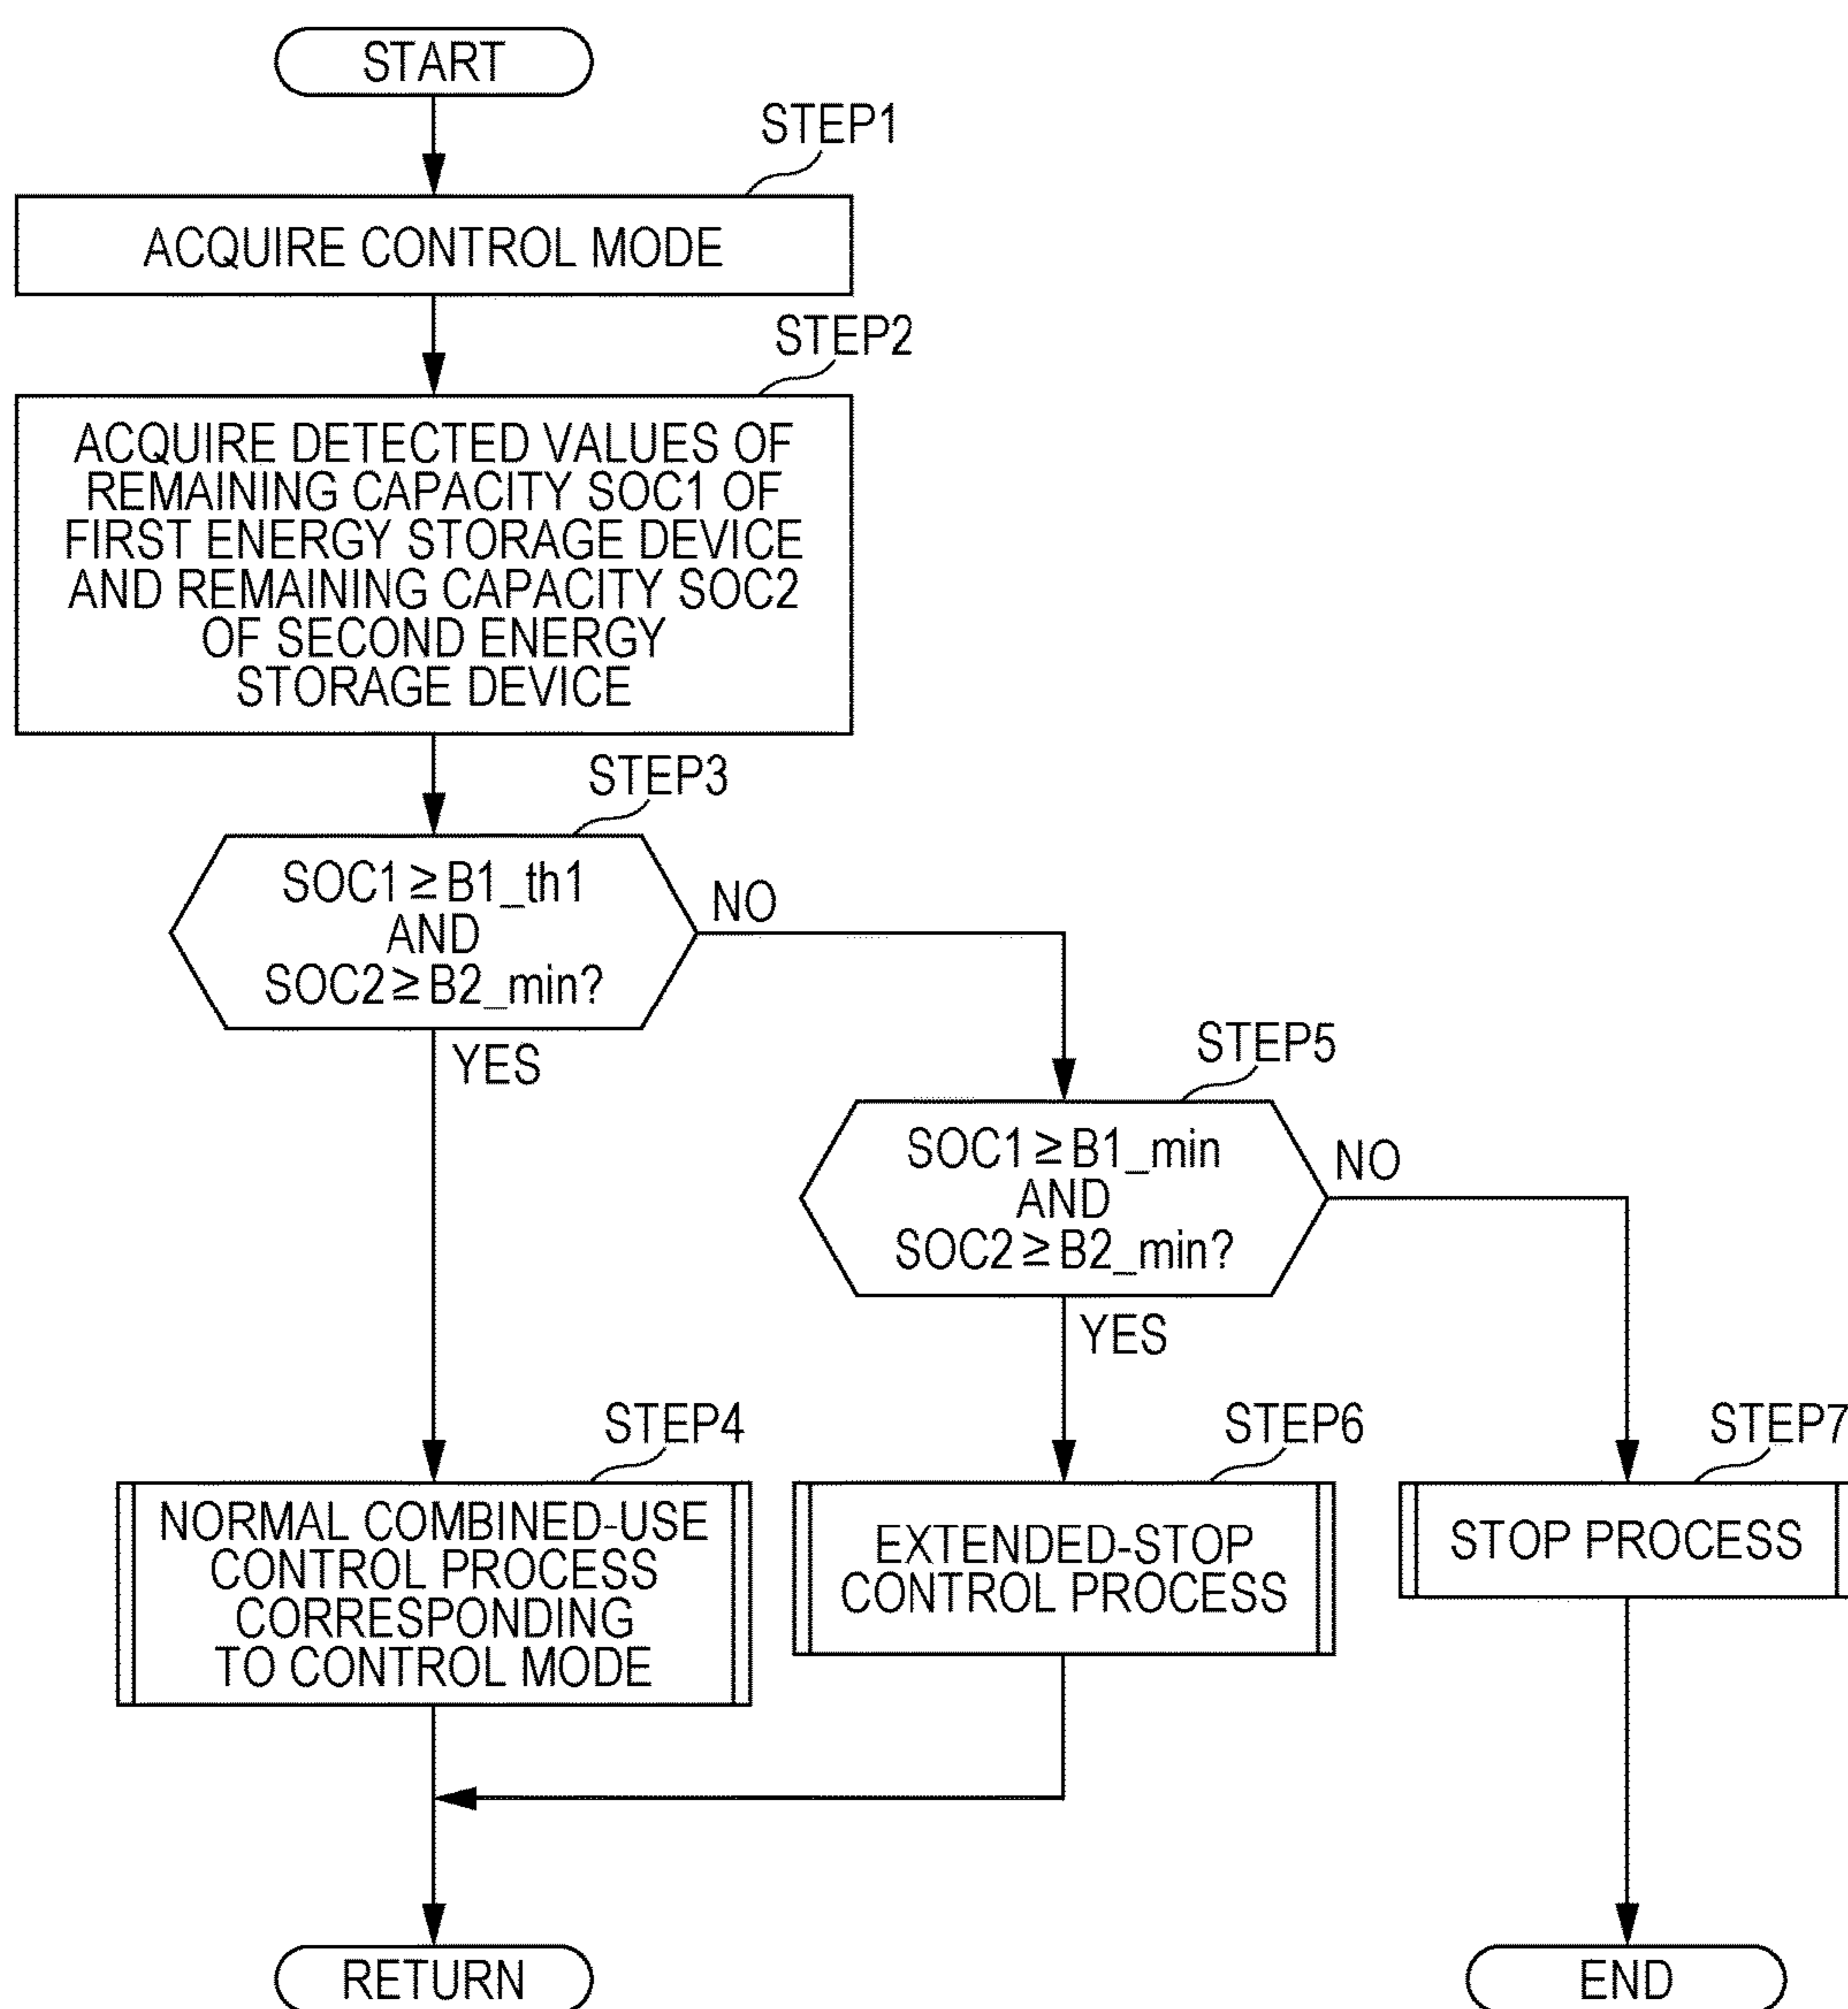 START
STEP1
ACQUIRE CONTROL MODE
STEP2
ACQUIRE DETECTED VALUES OF
REMAINING CAPACITY SOC1 OF
FIRST ENERGY STORAGE DEVICE
AND REMAINING CAPACITY SOC2
OF SECOND ENERGY
STORAGE DEVICE
STEP3
SOC1≥B1_th1
AND
SOC2≥B2_min?
NO
YES
STEP5
SOC1≥B1_min
AND
SOC2≥B2_min?
NO
YES
STEP4
NORMAL COMBINED-USE
CONTROL PROCESS
CORRESPONDING
TO CONTROL MODE
STEP6
EXTENDED-STOP
CONTROL PROCESS
STEP7
STOP PROCESS
RETURN
END